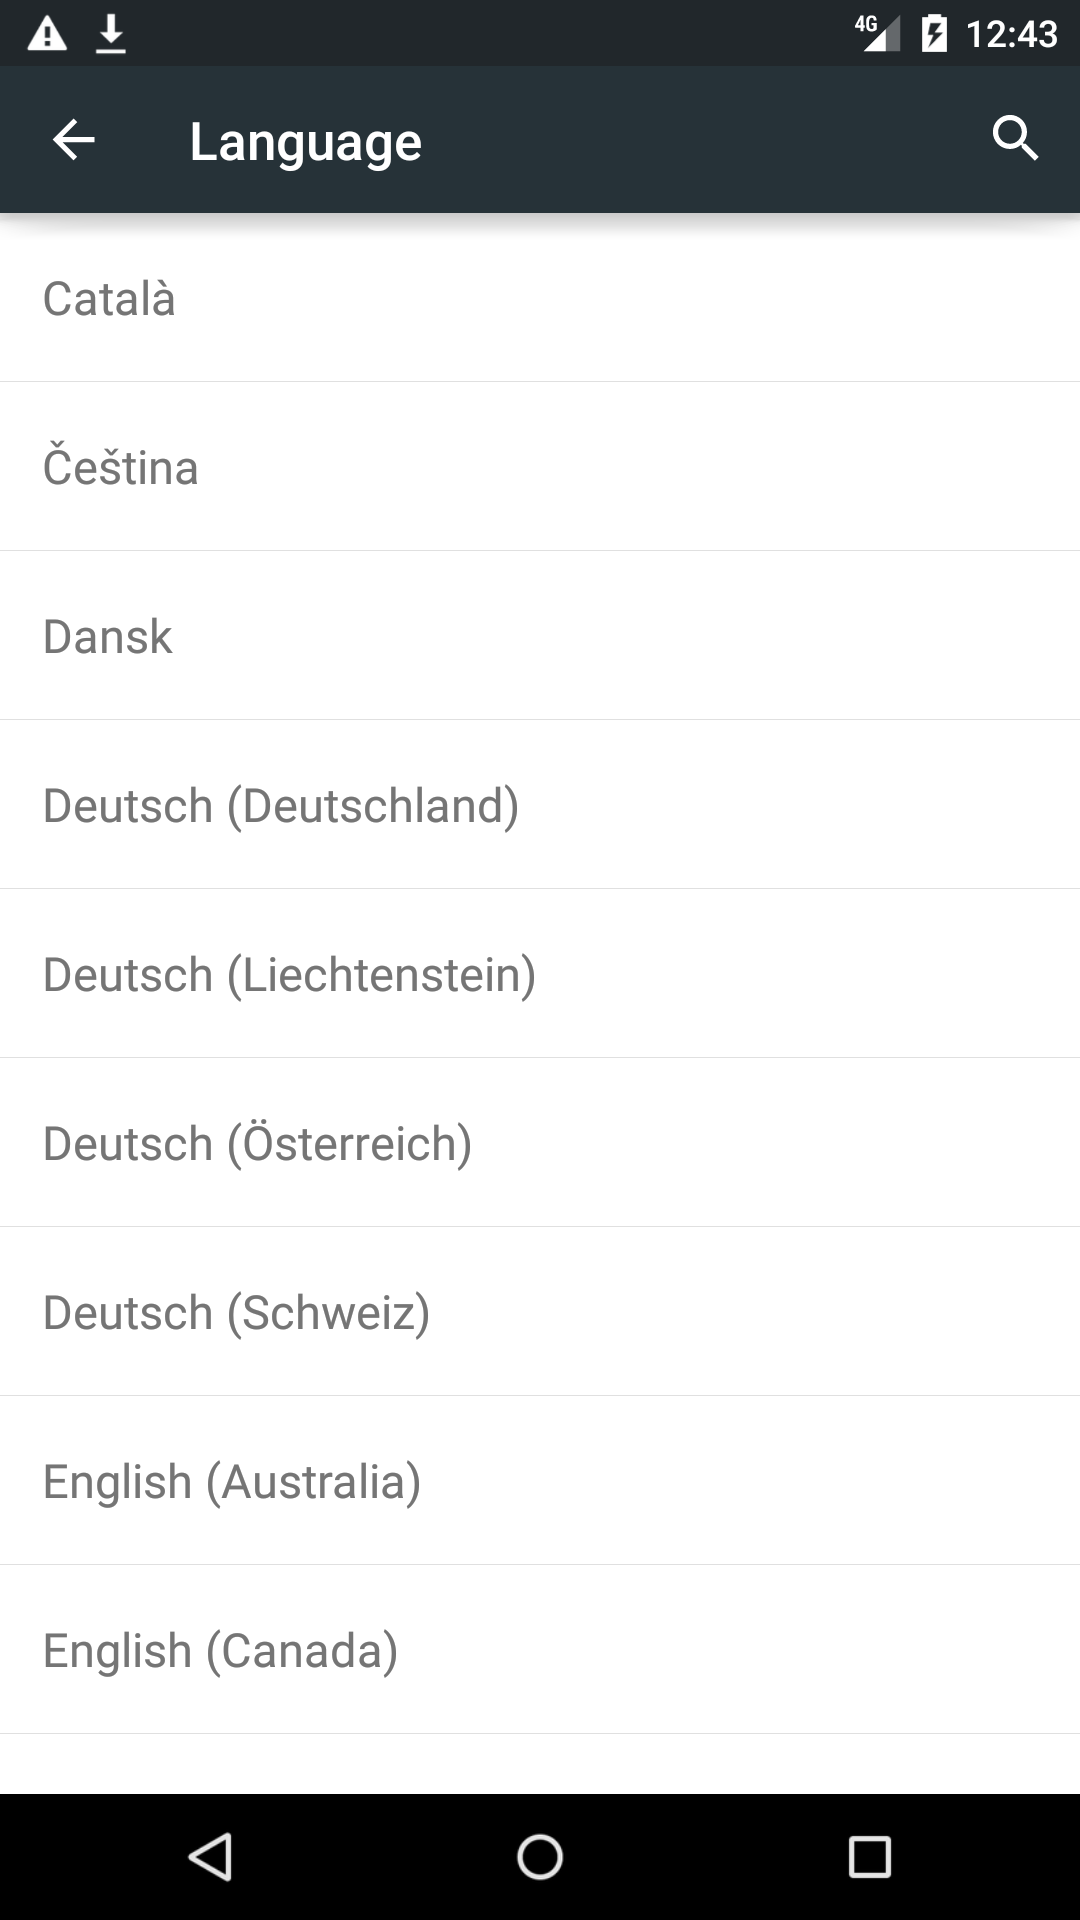 4G 12:43
Language
Català
Čeština
Dansk
Deutsch (Deutschland)
Deutsch (Liechtenstein)
Deutsch (Österreich)
Deutsch (Schweiz)
English (Australia)
English (Canada)